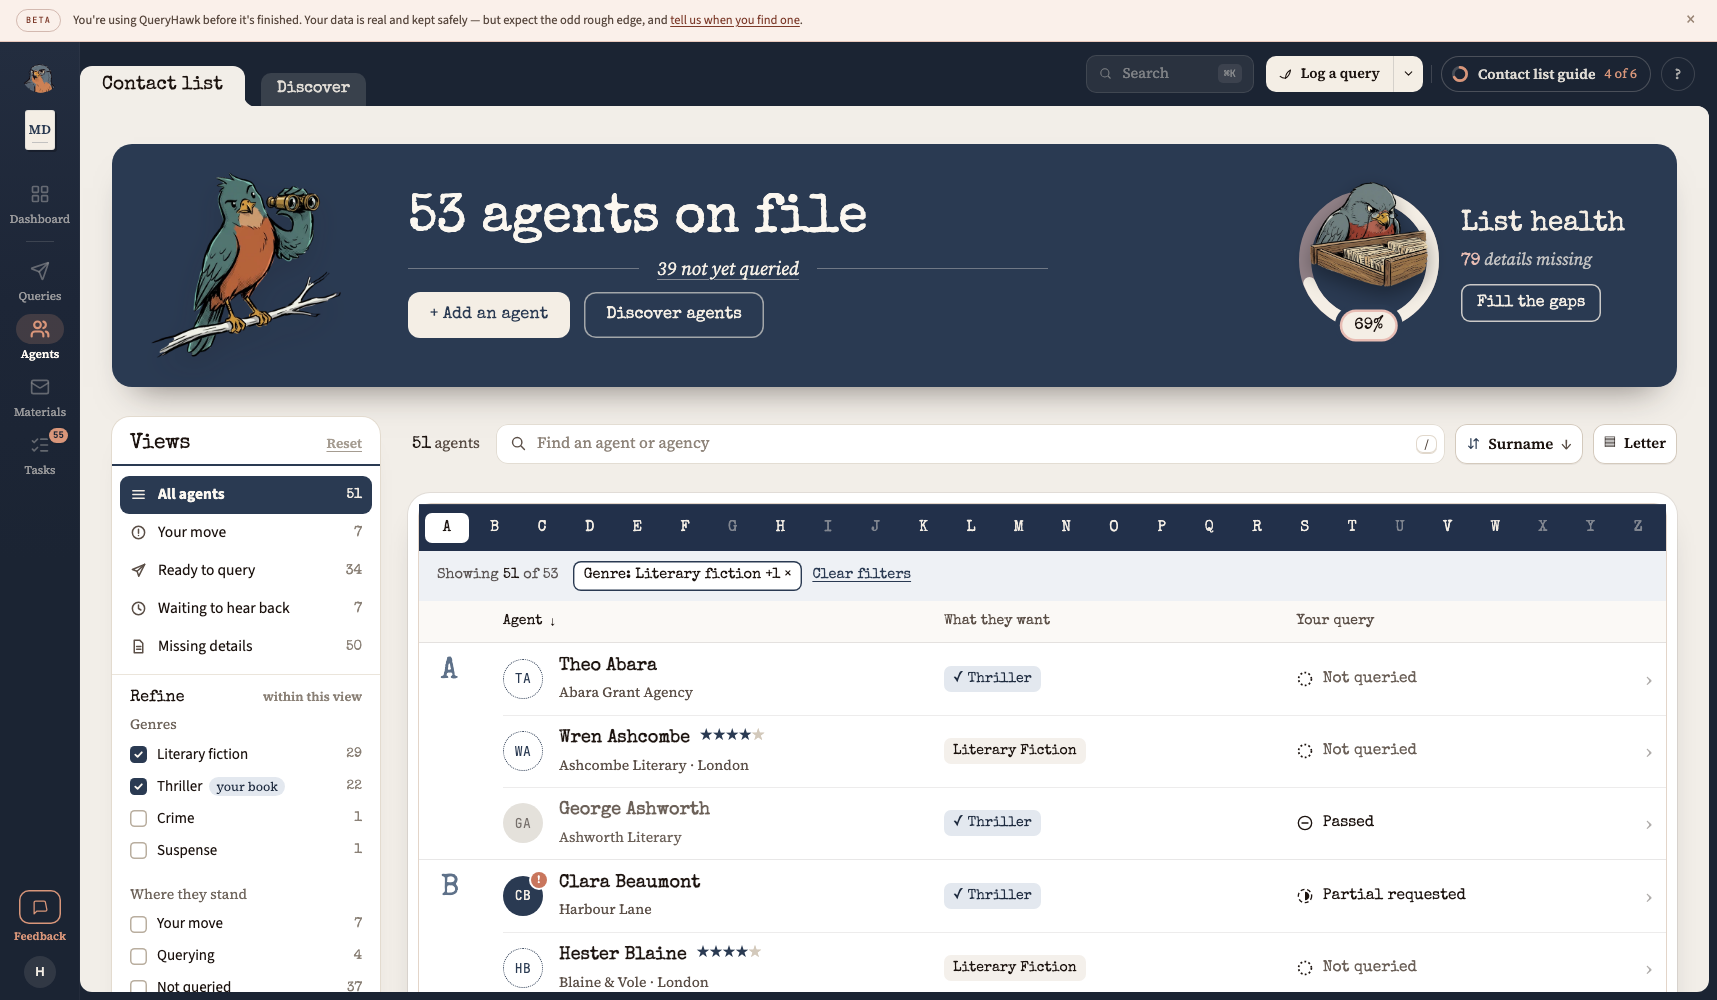 BETA You're using QueryHawk before it's finished. Your data is real and kept safely — but expect the odd rough edge, and tell us when you find one. ×
Contact list
Discover
Search ⌘K
Log a query
Contact list guide 4 of 6
?
MD
Dashboard
Queries
Agents
Materials
55
Tasks
Feedback
H
53 agents on file
39 not yet queried
+ Add an agent
Discover agents
69%
List health
79 details missing
Fill the gaps
Views Reset
All agents 51
Your move 7
Ready to query 34
Waiting to hear back 7
Missing details 50
Refine within this view
Genres
Literary fiction 29
Thriller your book 22
Crime 1
Suspense 1
Where they stand
Your move 7
Querying 4
Not queried 37
51 agents
Find an agent or agency /
Surname ↓
Letter
A B C D E F G H I J K L M N O P Q R S T U V W X Y Z
Showing 51 of 53 Genre: Literary fiction +1 × Clear filters
Agent ↓ What they want Your query
A
TA Theo Abara
Abara Grant Agency
✓ Thriller
Not queried
WA Wren Ashcombe ★★★★★
Ashcombe Literary · London
Literary Fiction
Not queried
GA George Ashworth
Ashworth Literary
✓ Thriller
Passed
B
CB ! Clara Beaumont
Harbour Lane
✓ Thriller
Partial requested
HB Hester Blaine ★★★★★
Blaine & Vole · London
Literary Fiction
Not queried